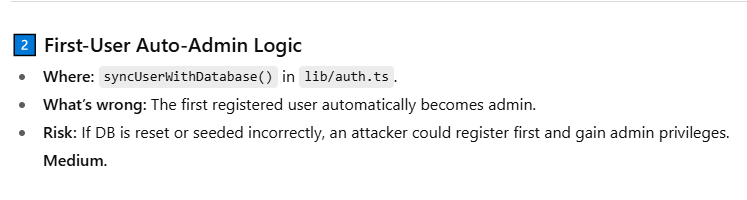 2 First-User Auto-Admin Logic
• Where: syncUserWithDatabase() in lib/auth.ts.
• What’s wrong: The first registered user automatically becomes admin.
• Risk: If DB is reset or seeded incorrectly, an attacker could register first and gain admin privileges.
Medium.